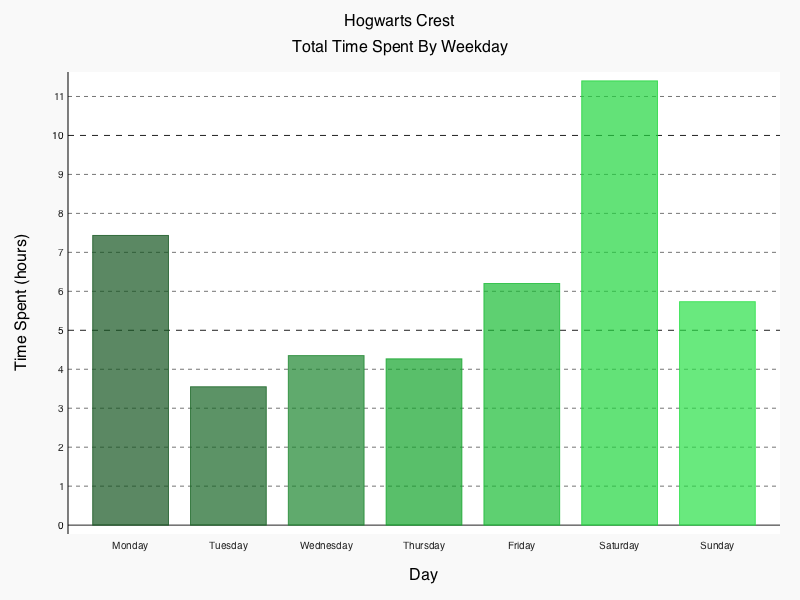 Hogwarts Crest
Total Time Spent By Weekday
Time Spent (hours)
11
10
9
8
7
6
5
4
3
2
1
0
Monday Tuesday Wednesday Thursday Friday Saturday Sunday
Day